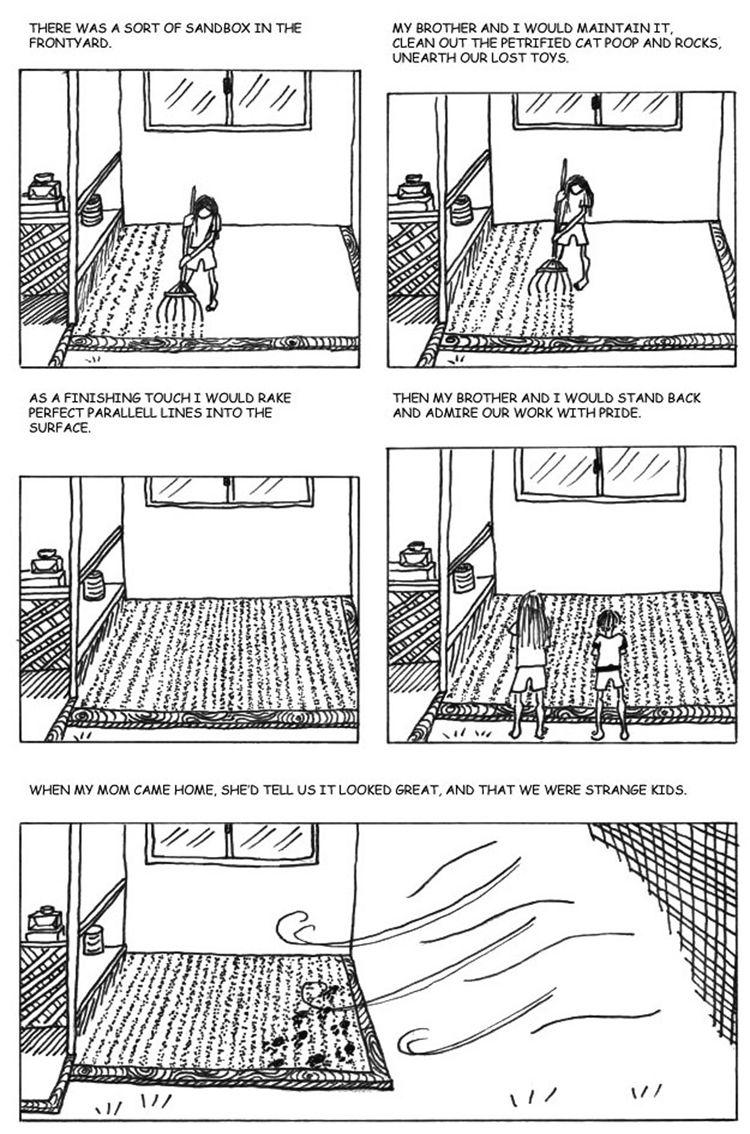 THERE WAS A SORT OF SANDBOX IN THE
FRONTYARD.
MY BROTHER AND I WOULD MAINTAIN IT,
CLEAN OUT THE PETRIFIED CAT POOP AND ROCKS,
UNEARTH OUR LOST TOYS.
AS A FINISHING TOUCH I WOULD RAKE
PERFECT PARALLELL LINES INTO THE
SURFACE.
THEN MY BROTHER AND I WOULD STAND BACK
AND ADMIRE OUR WORK WITH PRIDE.
WHEN MY MOM CAME HOME, SHE'D TELL US IT LOOKED GREAT, AND THAT WE WERE STRANGE KIDS.